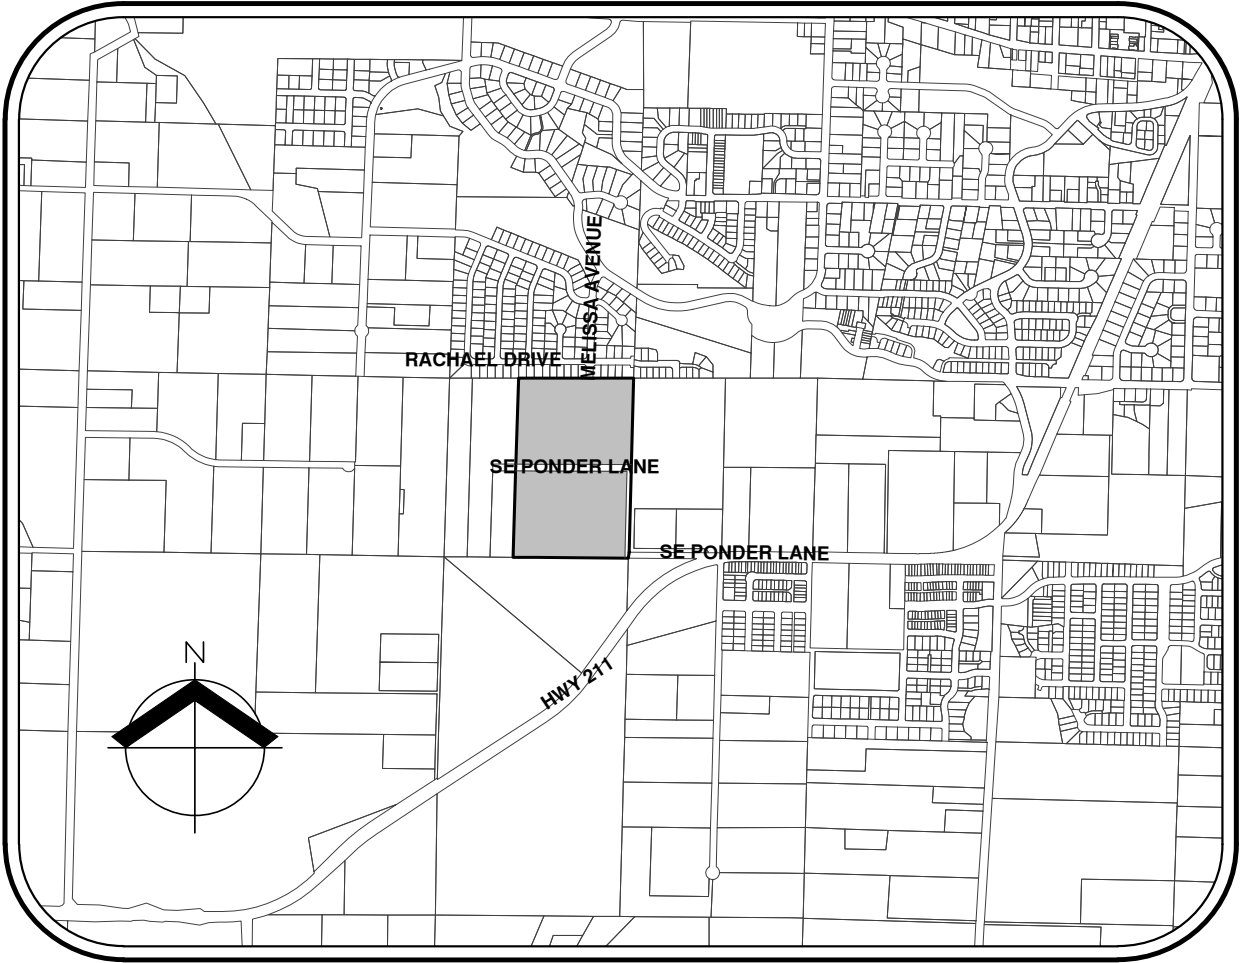 MELISSA AVENUE
RACHAEL DRIVE
SE PONDER LANE
SE PONDER LANE
HWY 211
N